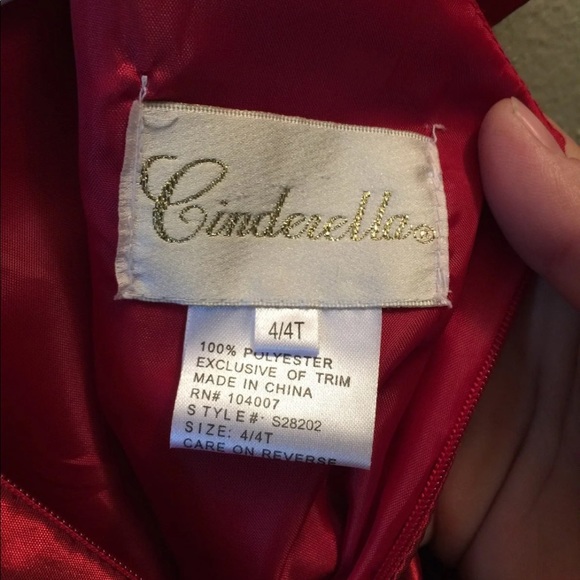 Cinderella®
4/4T
100% POLYESTER
EXCLUSIVE OF TRIM
MADE IN CHINA
RN# 104007
STYLE#: S28202
SIZE: 4/4T
CARE ON REVERSE